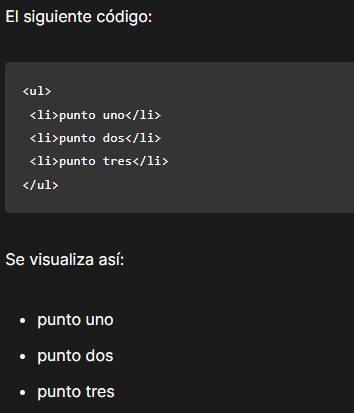 El siguiente código:
<ul>
<li>punto uno</li>
<li>punto dos</li>
<li>punto tres</li>
</ul>
Se visualiza así:
• punto uno
• punto dos
• punto tres